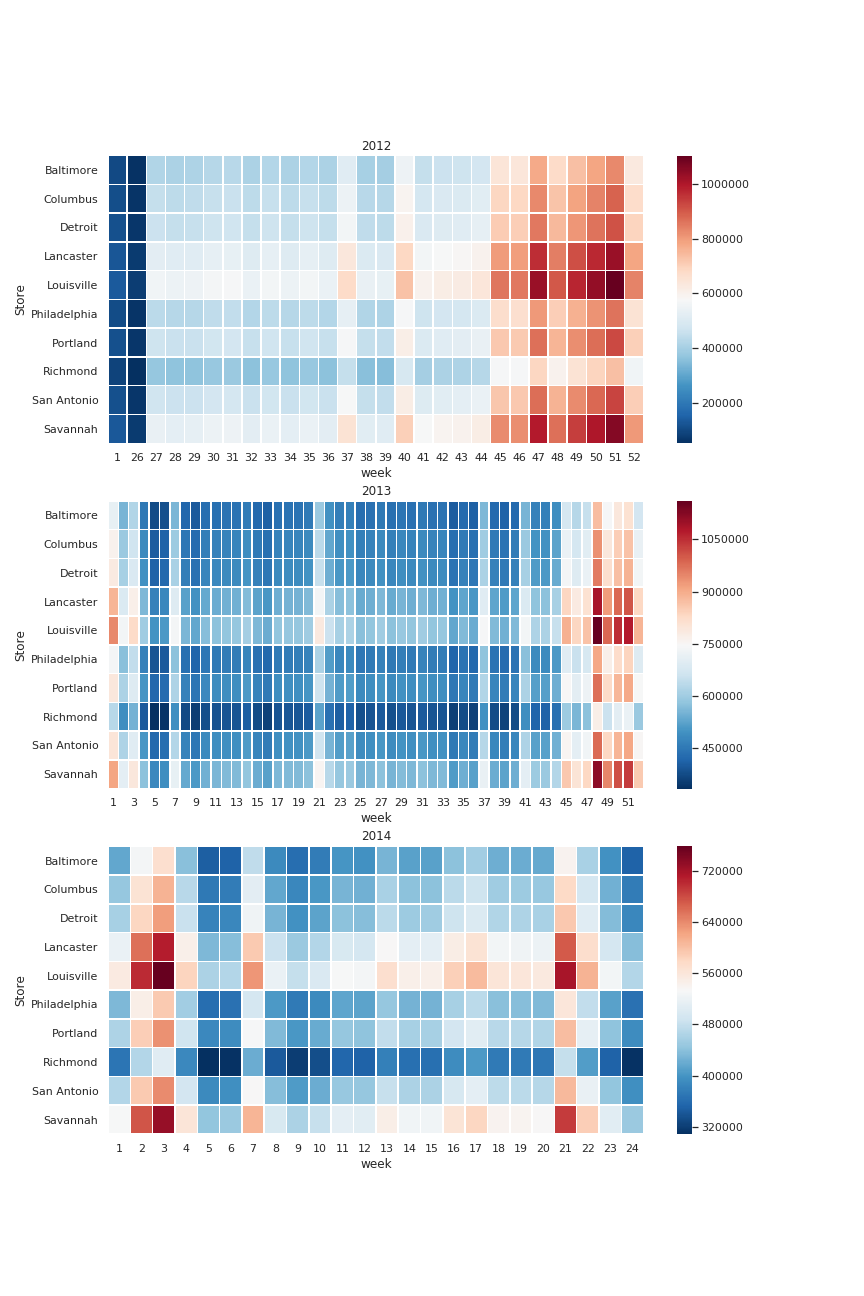 2012
Baltimore
Columbus
Detroit
Lancaster
Louisville
Philadelphia
Portland
Richmond
San Antonio
Savannah
Store
1 26 27 28 29 30 31 32 33 34 35 36 37 38 39 40 41 42 43 44 45 46 47 48 49 50 51 52
week
1000000
800000
600000
400000
200000
2013
Baltimore
Columbus
Detroit
Lancaster
Louisville
Philadelphia
Portland
Richmond
San Antonio
Savannah
Store
1 3 5 7 9 11 13 15 17 19 21 23 25 27 29 31 33 35 37 39 41 43 45 47 49 51
week
1050000
900000
750000
600000
450000
2014
Baltimore
Columbus
Detroit
Lancaster
Louisville
Philadelphia
Portland
Richmond
San Antonio
Savannah
Store
1 2 3 4 5 6 7 8 9 10 11 12 13 14 15 16 17 18 19 20 21 22 23 24
week
720000
640000
560000
480000
400000
320000